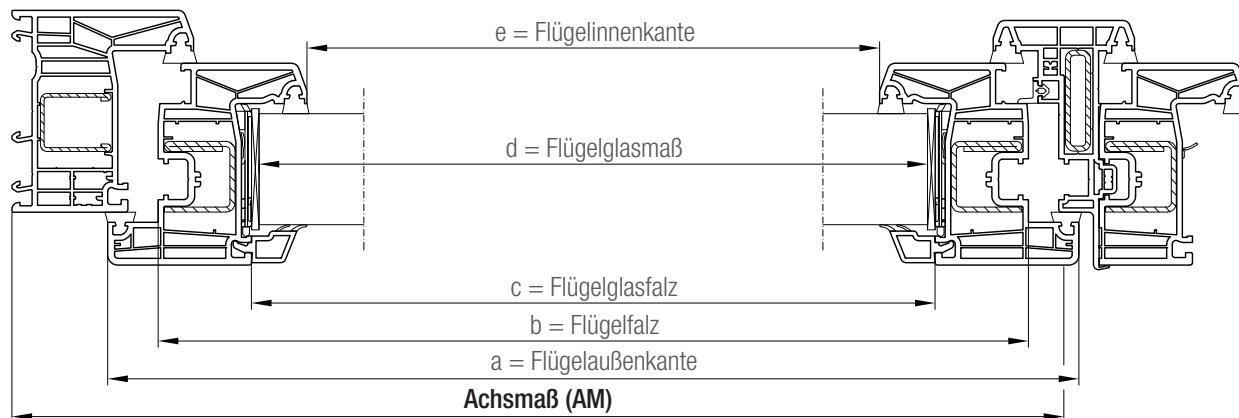 e = Flügelinnenkante
d = Flügelglasmaß
c = Flügelglasfalz
b = Flügelfalz
a = Flügelaußenkante
Achsmaß (AM)